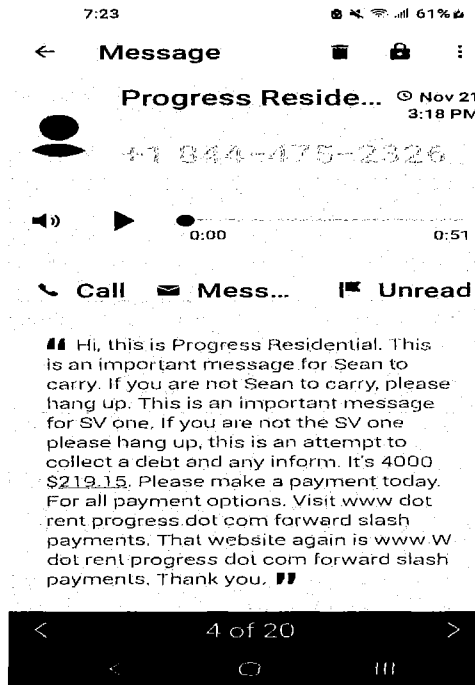 7:23 61%
Message
Progress Reside... Nov 21
3:18 PM
+1 844-475-2326
0:00 0:51
Call Mess... Unread
" Hi, this is Progress Residential. This
is an important message for Sean to
carry. If you are not Sean to carry, please
hang up. This is an important message
for SV one. If you are not the SV one
please hang up, this is an attempt to
collect a debt and any inform. It's 4000
$219.15. Please make a payment today.
For all payment options. Visit www dot
rent progress dot com forward slash
payments. That website again is www.W
dot rent progress dot com forward slash
payments. Thank you. "
4 of 20